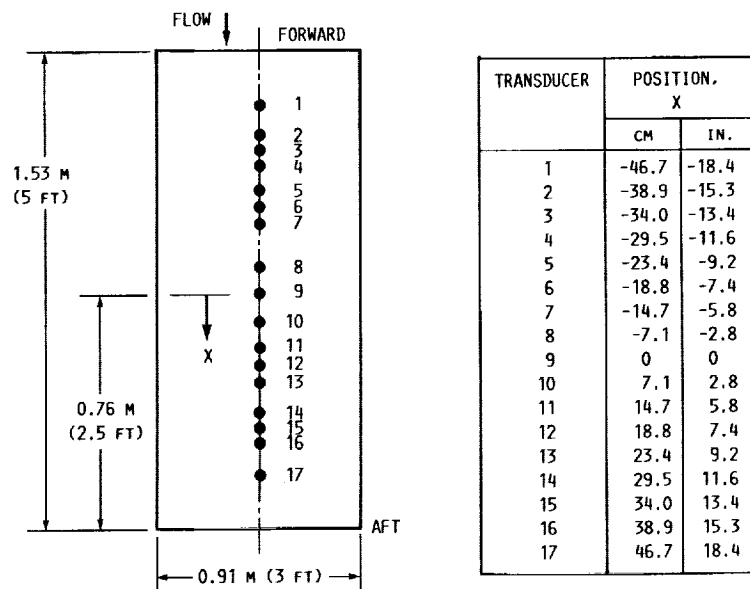 FLOW
FORWARD
1
2
3
4
5
6
7
8
9
10
11
12
13
14
15
16
17
1.53 M
(5 FT)
X
0.76 M
(2.5 FT)
AFT
0.91 M (3 FT)
TRANSDUCER POSITION,
X
CM IN.
1 -46.7 -18.4
2 -38.9 -15.3
3 -34.0 -13.4
4 -29.5 -11.6
5 -23.4 -9.2
6 -18.8 -7.4
7 -14.7 -5.8
8 -7.1 -2.8
9 0 0
10 7.1 2.8
11 14.7 5.8
12 18.8 7.4
13 23.4 9.2
14 29.5 11.6
15 34.0 13.4
16 38.9 15.3
17 46.7 18.4